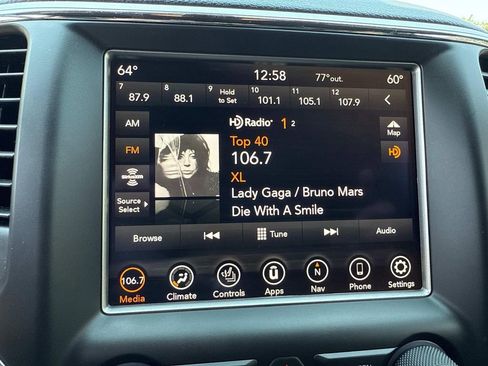 64° 12:58 77°out. 60°
7 87.9 8 88.1 9 Hold to Set 10 101.1 11 105.1 12 107.9
AM
HD Radio 1 2
Map
FM
Top 40
106.7
HD
XL
SiriusXM
Lady Gaga / Bruno Mars
Source Select
Die With A Smile
Browse Tune Audio
106.7 N
Media Climate Controls Apps Nav Phone Settings